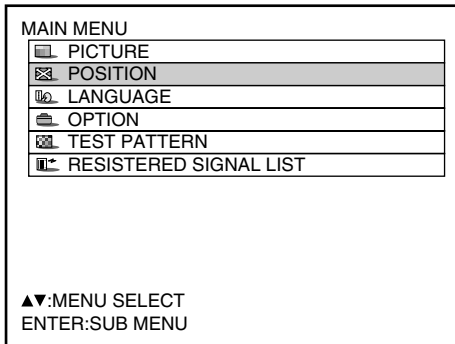 MAIN MENU
PICTURE
POSITION
LANGUAGE
OPTION
TEST PATTERN
RESISTERED SIGNAL LIST
▲▼:MENU SELECT
ENTER:SUB MENU